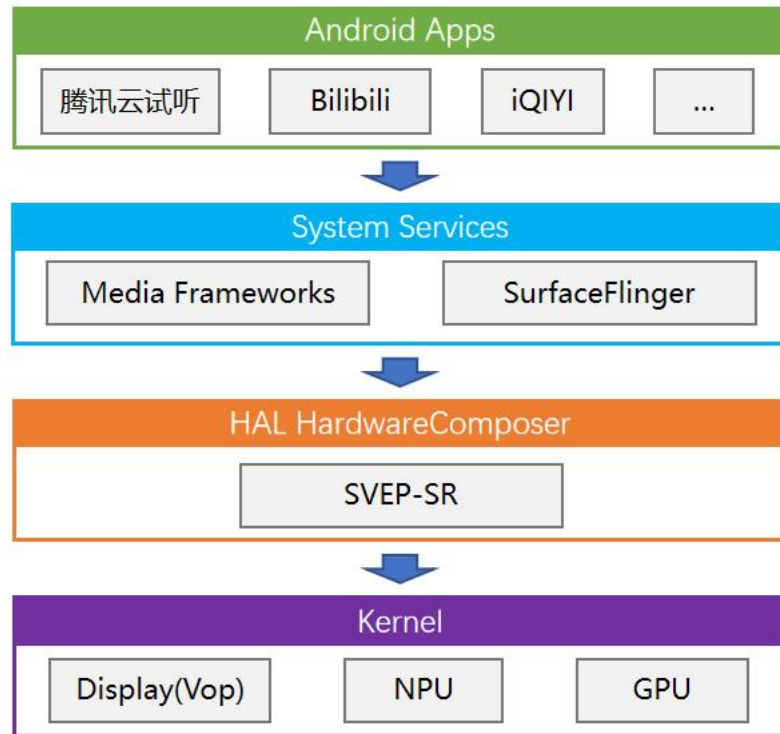 Android Apps
腾讯云试听 Bilibili iQIYI ...
System Services
Media Frameworks SurfaceFlinger
HAL HardwareComposer
SVEP-SR
Kernel
Display(Vop) NPU GPU